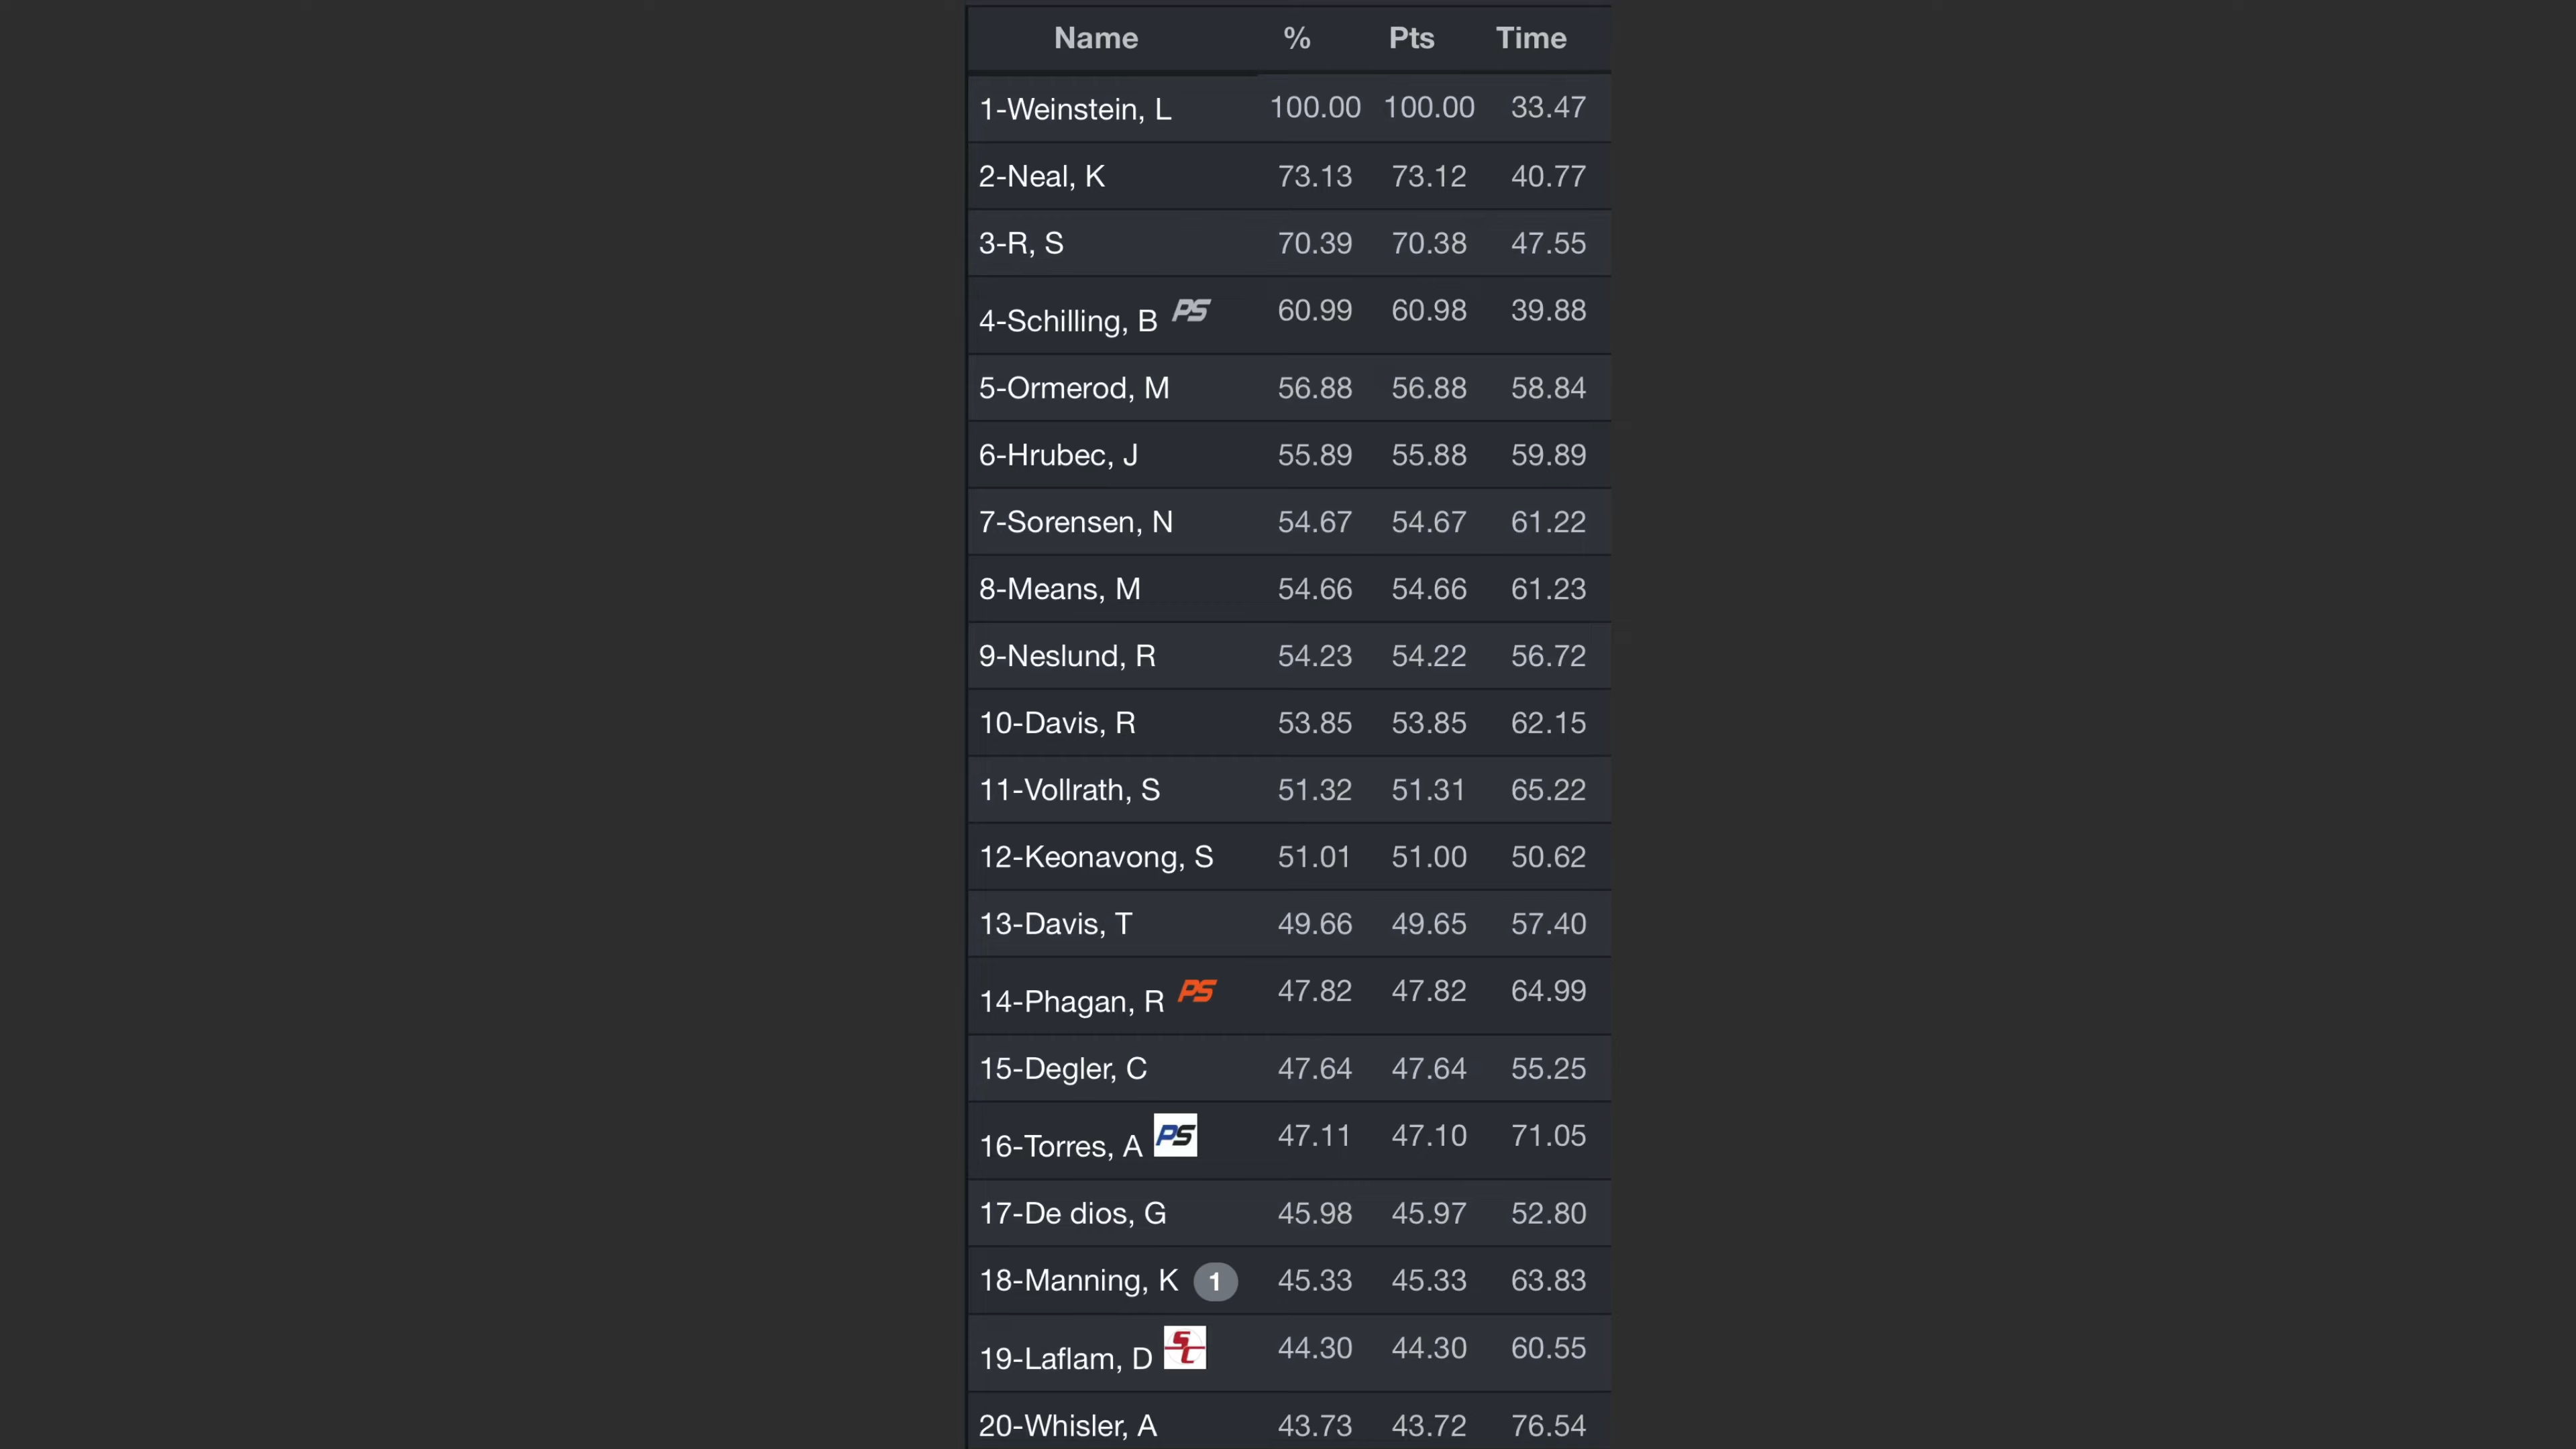 Name % Pts Time
1-Weinstein, L 100.00 100.00 33.47
2-Neal, K 73.13 73.12 40.77
3-R, S 70.39 70.38 47.55
4-Schilling, B PS 60.99 60.98 39.88
5-Ormerod, M 56.88 56.88 58.84
6-Hrubec, J 55.89 55.88 59.89
7-Sorensen, N 54.67 54.67 61.22
8-Means, M 54.66 54.66 61.23
9-Neslund, R 54.23 54.22 56.72
10-Davis, R 53.85 53.85 62.15
11-Vollrath, S 51.32 51.31 65.22
12-Keonavong, S 51.01 51.00 50.62
13-Davis, T 49.66 49.65 57.40
14-Phagan, R PS 47.82 47.82 64.99
15-Degler, C 47.64 47.64 55.25
16-Torres, A PS 47.11 47.10 71.05
17-De dios, G 45.98 45.97 52.80
18-Manning, K 1 45.33 45.33 63.83
19-Laflam, D SC 44.30 44.30 60.55
20-Whisler, A 43.73 43.72 76.54